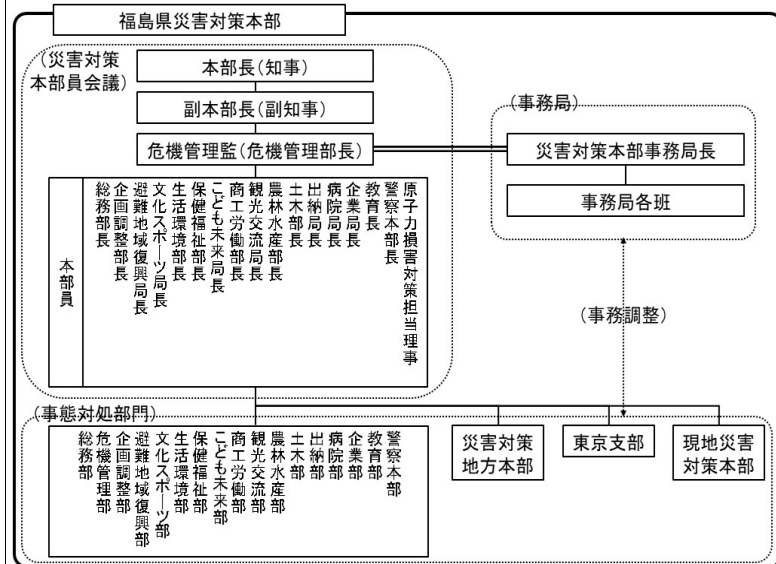 福島県災害対策本部
(災害対策
本部員会議)
本部長(知事)
副本部長(副知事)
危機管理監(危機管理部長)
(事務局)
災害対策本部事務局長
事務局各班
本部員
総務部長
企画調整部長
避難地域復興局長
文化スポーツ局長
生活環境部長
保健福祉部長
こども未来局長
商工労働部長
観光交流局長
農林水産部長
土木部長
出納局長
病院局長
企業局長
教育長
警察本部長
原子力損害対策担当理事
(事務調整)
(事態対処部門)
総務部
危機管理部
企画調整部
避難地域復興部
文化スポーツ部
生活環境部
保健福祉部
こども未来部
商工労働部
観光交流部
農林水産部
土木部
出納部
病院部
企業部
教育部
警察本部
災害対策
地方本部
東京支部
現地災害
対策本部